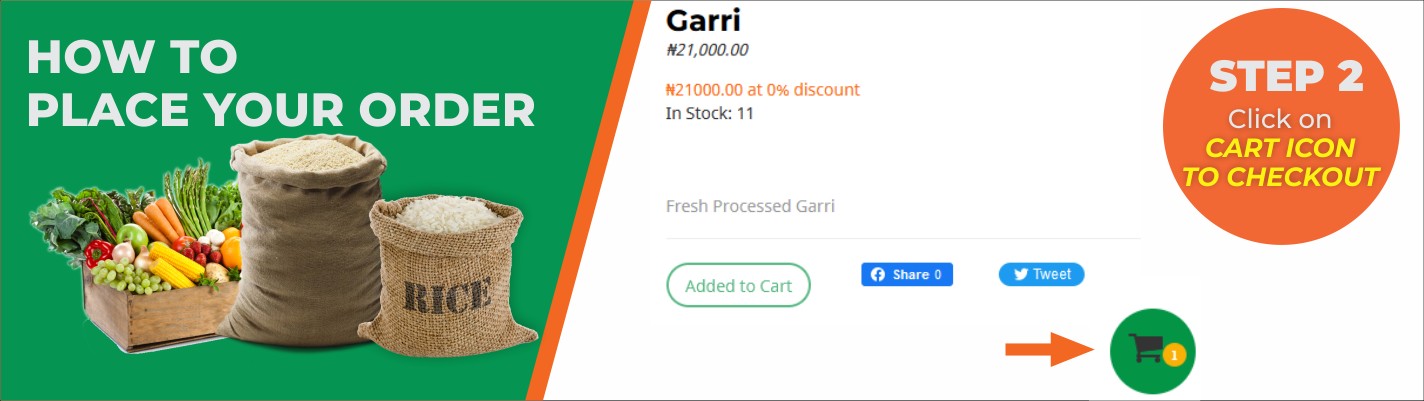 HOW TO
PLACE YOUR ORDER
RICE
Garri
₦21,000.00
₦21000.00 at 0% discount
In Stock: 11
Fresh Processed Garri
Added to Cart
Share 0
Tweet
1
STEP 2
Click on
CART ICON
TO CHECKOUT